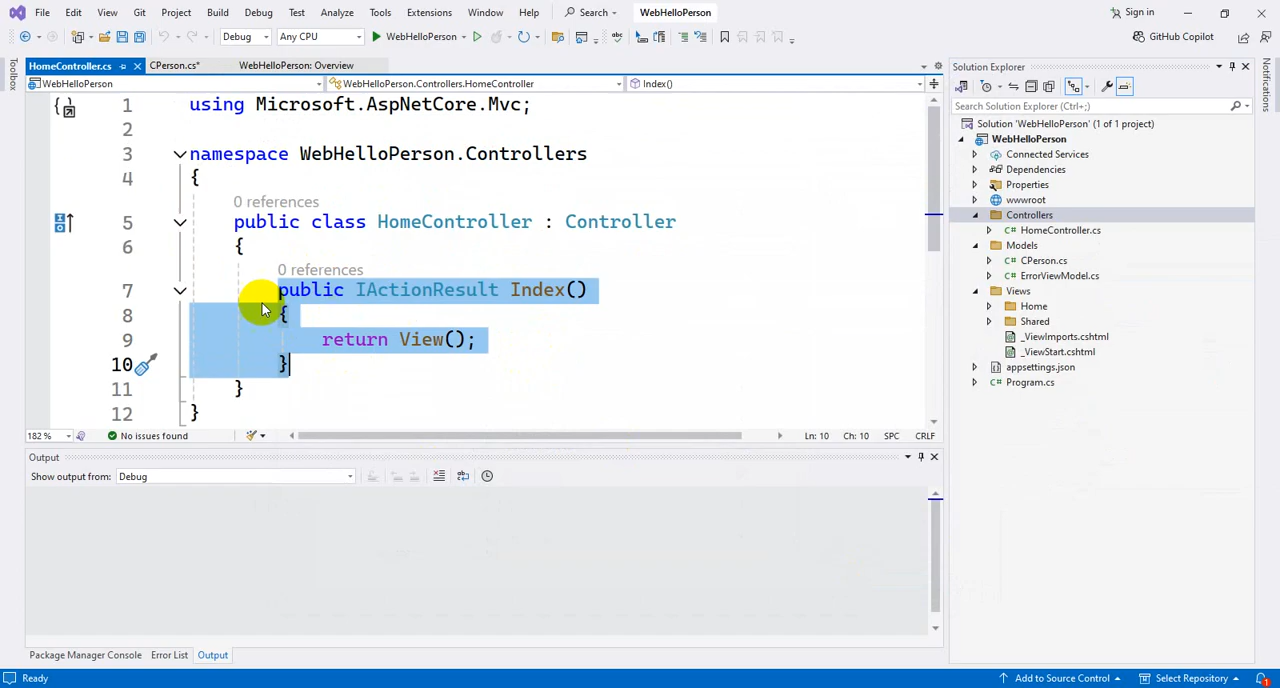 File Edit View Git Project Build Debug Test Analyze Tools Extensions Window Help Search WebHelloPerson Sign in
Debug Any CPU WebHelloPerson GitHub Copilot
Toolbox
HomeController.cs CPerson.cs* WebHelloPerson: Overview
WebHelloPerson WebHelloPerson.Controllers.HomeController Index()
1 using Microsoft.AspNetCore.Mvc;
2
3 namespace WebHelloPerson.Controllers
4 {
0 references
5 public class HomeController : Controller
6 {
0 references
7 public IActionResult Index()
8 {
9 return View();
10 }
11 }
12 }
182 % No issues found Ln: 10 Ch: 10 SPC CRLF
Output
Show output from: Debug
Package Manager Console Error List Output
Solution Explorer
Search Solution Explorer (Ctrl+;)
Solution 'WebHelloPerson' (1 of 1 project)
WebHelloPerson
Connected Services
Dependencies
Properties
wwwroot
Controllers
C# HomeController.cs
Models
C# CPerson.cs
C# ErrorViewModel.cs
Views
Home
Shared
_ViewImports.cshtml
_ViewStart.cshtml
appsettings.json
C# Program.cs
Notifications
Ready Add to Source Control Select Repository 1